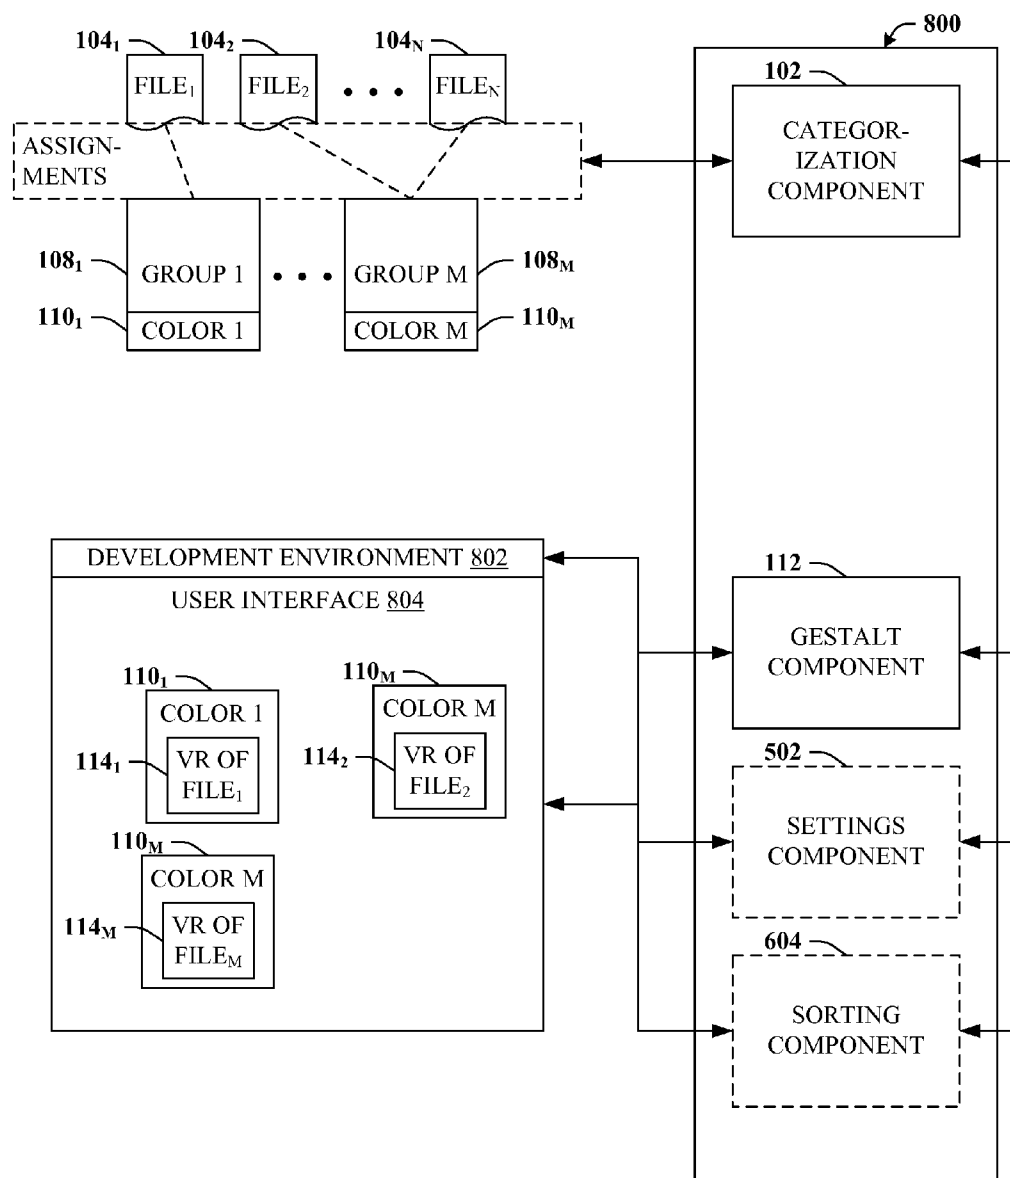 800
104₁ 104₂ 104N
FILE₁ FILE₂ • • • FILEN
102
CATEGOR-
IZATION
COMPONENT
ASSIGN-
MENTS
108₁ GROUP 1 • • • GROUP M 108M
110₁ COLOR 1 COLOR M 110M
DEVELOPMENT ENVIRONMENT 802
USER INTERFACE 804
112
GESTALT
COMPONENT
110₁
COLOR 1
114₁ VR OF
FILE₁
110M
COLOR M
114₂ VR OF
FILE₂
110M
COLOR M
114M VR OF
FILEM
502
SETTINGS
COMPONENT
604
SORTING
COMPONENT